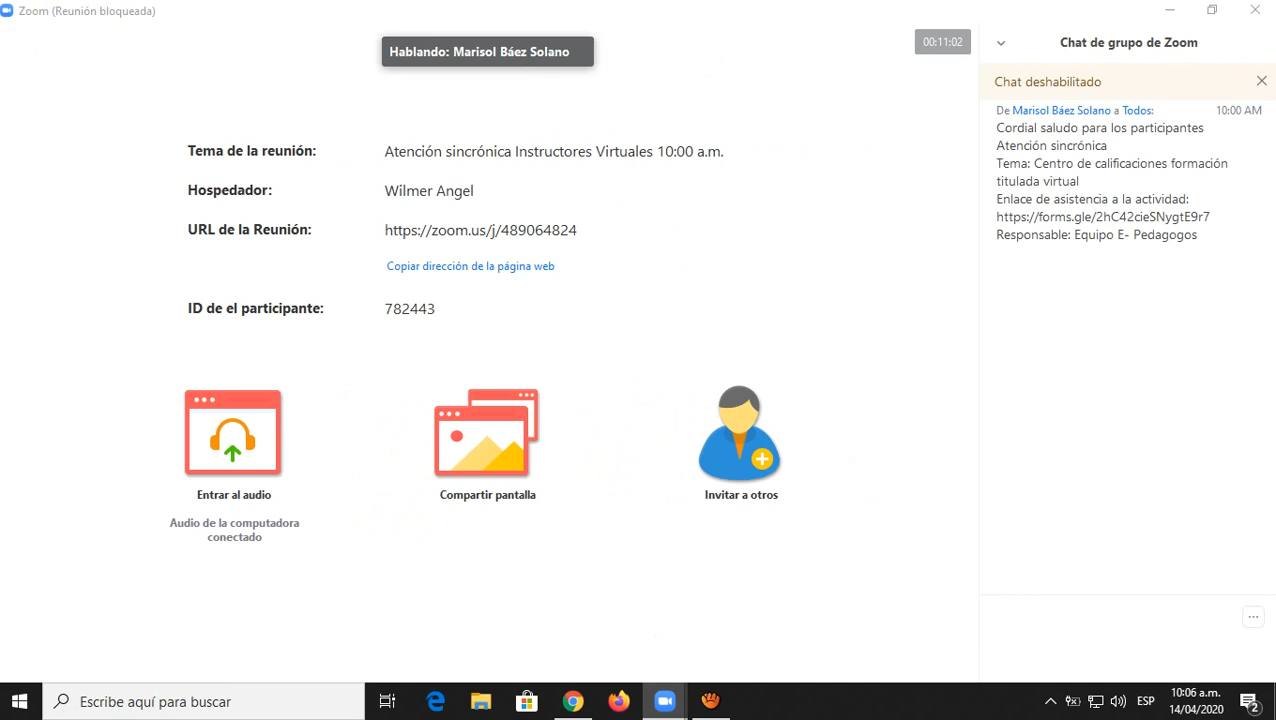 Zoom (Reunión bloqueada)
Hablando: Marisol Báez Solano
00:11:02
Tema de la reunión:
Atención sincrónica Instructores Virtuales 10:00 a.m.
Hospedador:
Wilmer Angel
URL de la Reunión:
https://zoom.us/j/489064824
Copiar dirección de la página web
ID de el participante:
782443
Entrar al audio
Audio de la computadora
conectado
Compartir pantalla
Invitar a otros
Chat de grupo de Zoom
Chat deshabilitado
De Marisol Báez Solano a Todos:
10:00 AM
Cordial saludo para los participantes
Atención sincrónica
Tema: Centro de calificaciones formación
titulada virtual
Enlace de asistencia a la actividad:
https://forms.gle/2hC42cieSNygtE9r7
Responsable: Equipo E- Pedagogos
Escribe aquí para buscar
ESP
10:06 a.m.
14/04/2020
2